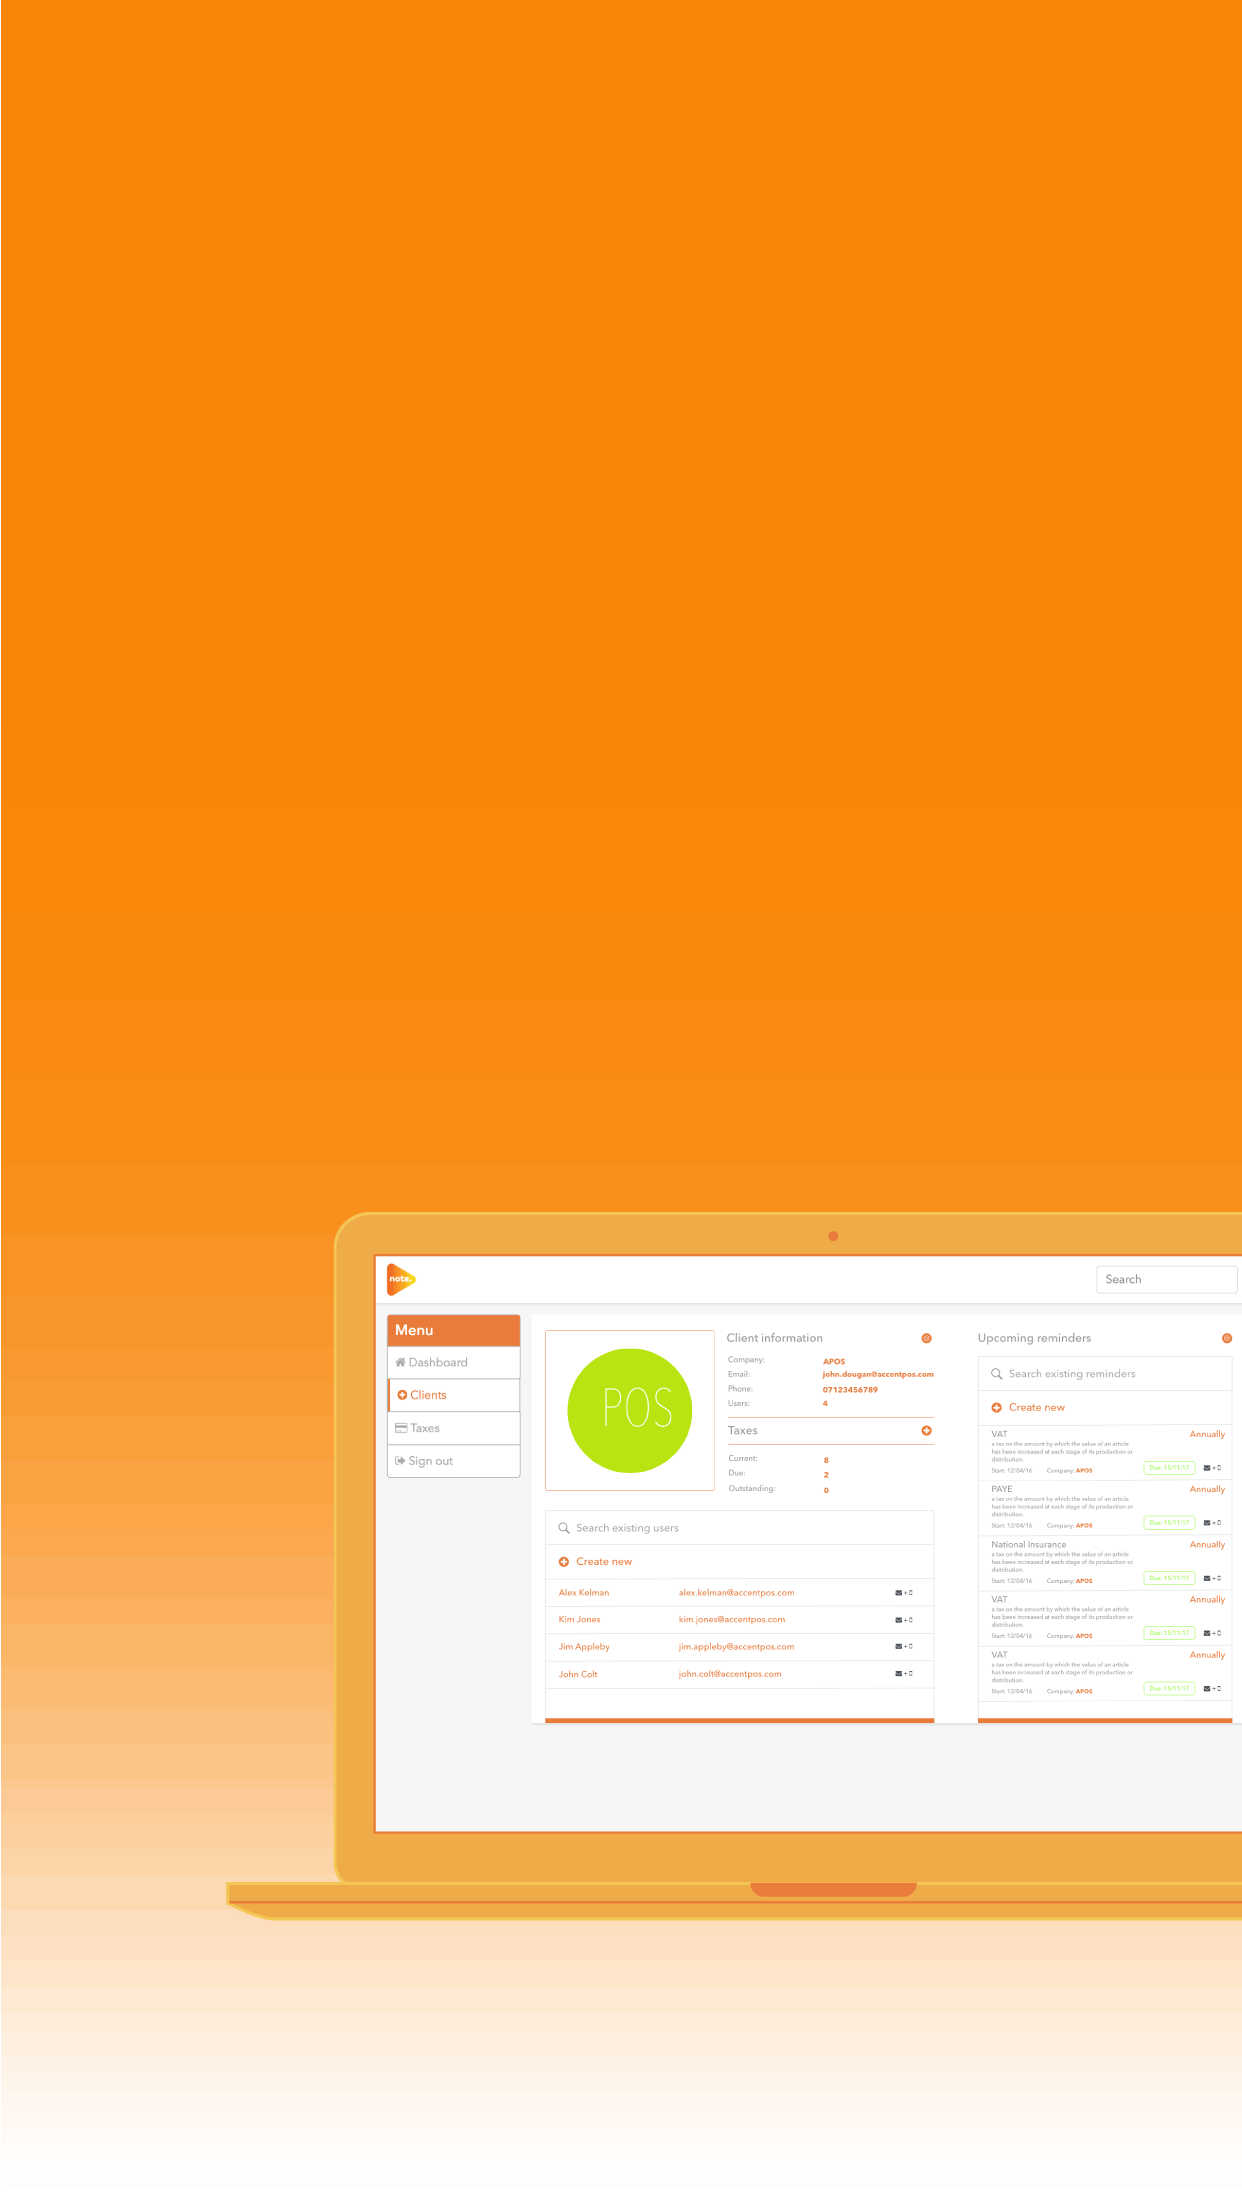 note.
Search
Menu
Dashboard
Clients
Taxes
Sign out
POS
Client information
Company: APOS
Email: john.dougan@accentpos.com
Phone: 07123456789
Users: 4
Taxes
Current: 8
Due: 2
Outstanding: 0
Search existing users
Create new
Alex Kelman alex.kelman@accentpos.com
Kim Jones kim.jones@accentpos.com
Jim Appleby jim.appleby@accentpos.com
John Colt john.colt@accentpos.com
Upcoming reminders
Search existing reminders
Create new
VAT Annually
a tax on the amount by which the value of an article
has been increased at each stage of its production or
distribution.
Start: 12/04/16 Company: APOS Due: 15/11/17
PAYE Annually
a tax on the amount by which the value of an article
has been increased at each stage of its production or
distribution.
Start: 12/04/16 Company: APOS Due: 15/11/17
National Insurance Annually
a tax on the amount by which the value of an article
has been increased at each stage of its production or
distribution.
Start: 12/04/16 Company: APOS Due: 15/11/17
VAT Annually
a tax on the amount by which the value of an article
has been increased at each stage of its production or
distribution.
Start: 12/04/16 Company: APOS Due: 15/11/17
VAT Annually
a tax on the amount by which the value of an article
has been increased at each stage of its production or
distribution.
Start: 12/04/16 Company: APOS Due: 15/11/17